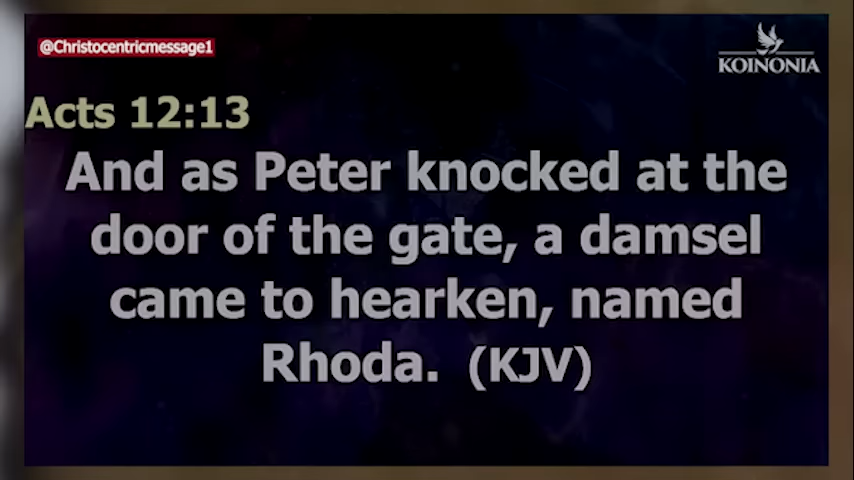 @Christocentricmessage1
KOINONIA
Acts 12:13
And as Peter knocked at the
door of the gate, a damsel
came to hearken, named
Rhoda. (KJV)